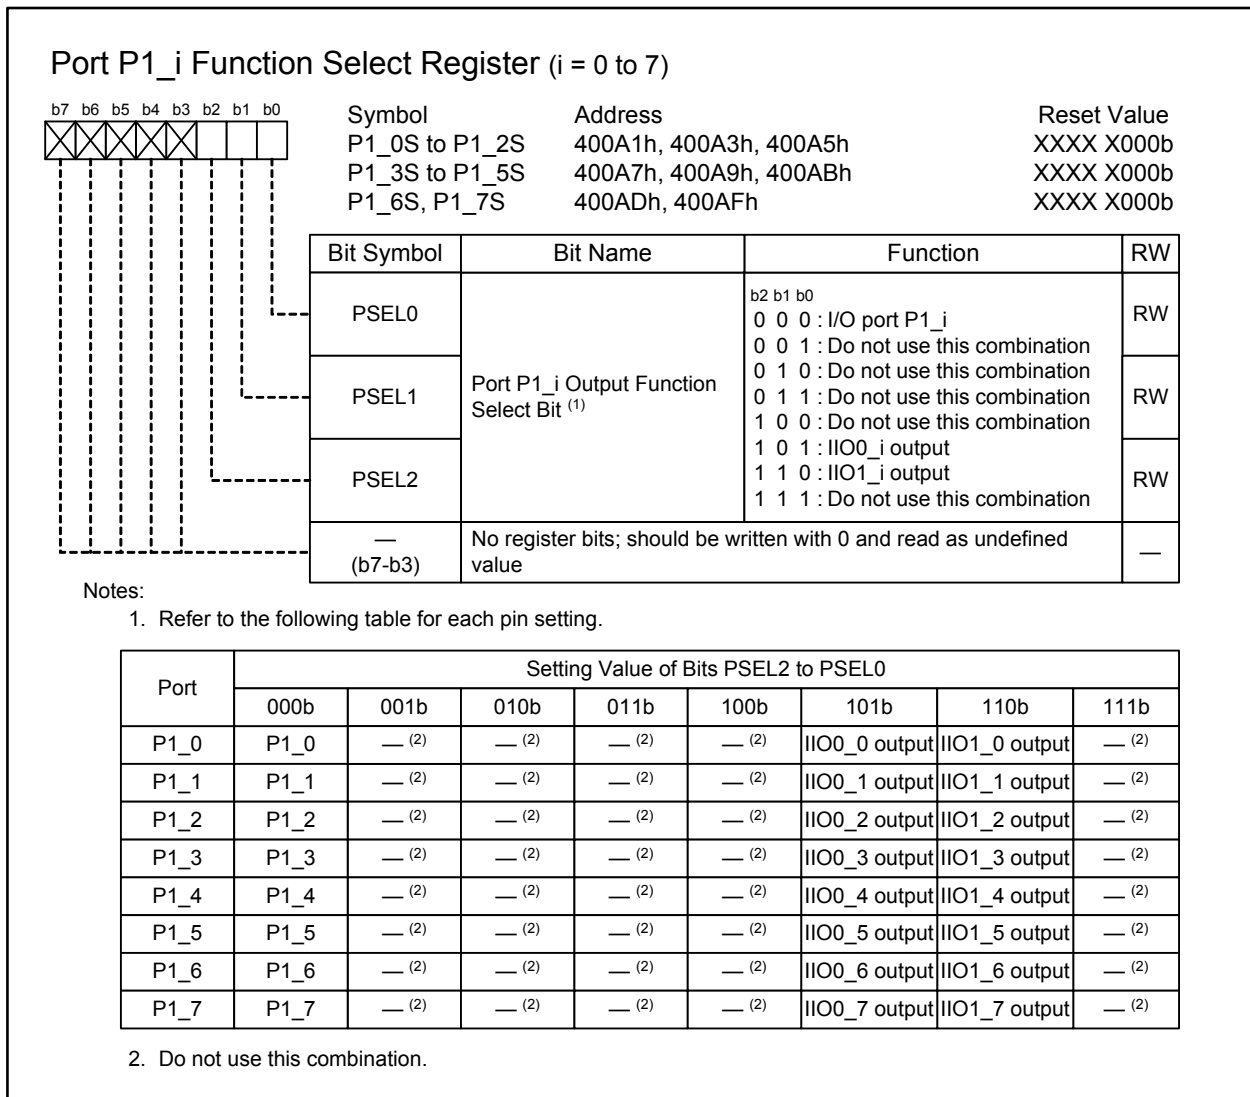 Port P1_i Function Select Register (i = 0 to 7)
b7 b6 b5 b4 b3 b2 b1 b0
Symbol Address Reset Value
P1_0S to P1_2S 400A1h, 400A3h, 400A5h XXXX X000b
P1_3S to P1_5S 400A7h, 400A9h, 400ABh XXXX X000b
P1_6S, P1_7S 400ADh, 400AFh XXXX X000b
Bit Symbol Bit Name Function RW
PSEL0 RW
PSEL1 RW
PSEL2 RW
Port P1_i Output Function
Select Bit (1)
b2 b1 b0
0 0 0 : I/O port P1_i
0 0 1 : Do not use this combination
0 1 0 : Do not use this combination
0 1 1 : Do not use this combination
1 0 0 : Do not use this combination
1 0 1 : IIO0_i output
1 1 0 : IIO1_i output
1 1 1 : Do not use this combination
— (b7-b3) No register bits; should be written with 0 and read as undefined
value —
Notes:
1. Refer to the following table for each pin setting.
Port Setting Value of Bits PSEL2 to PSEL0
000b 001b 010b 011b 100b 101b 110b 111b
P1_0 P1_0 — (2) — (2) — (2) — (2) IIO0_0 output IIO1_0 output — (2)
P1_1 P1_1 — (2) — (2) — (2) — (2) IIO0_1 output IIO1_1 output — (2)
P1_2 P1_2 — (2) — (2) — (2) — (2) IIO0_2 output IIO1_2 output — (2)
P1_3 P1_3 — (2) — (2) — (2) — (2) IIO0_3 output IIO1_3 output — (2)
P1_4 P1_4 — (2) — (2) — (2) — (2) IIO0_4 output IIO1_4 output — (2)
P1_5 P1_5 — (2) — (2) — (2) — (2) IIO0_5 output IIO1_5 output — (2)
P1_6 P1_6 — (2) — (2) — (2) — (2) IIO0_6 output IIO1_6 output — (2)
P1_7 P1_7 — (2) — (2) — (2) — (2) IIO0_7 output IIO1_7 output — (2)
2. Do not use this combination.